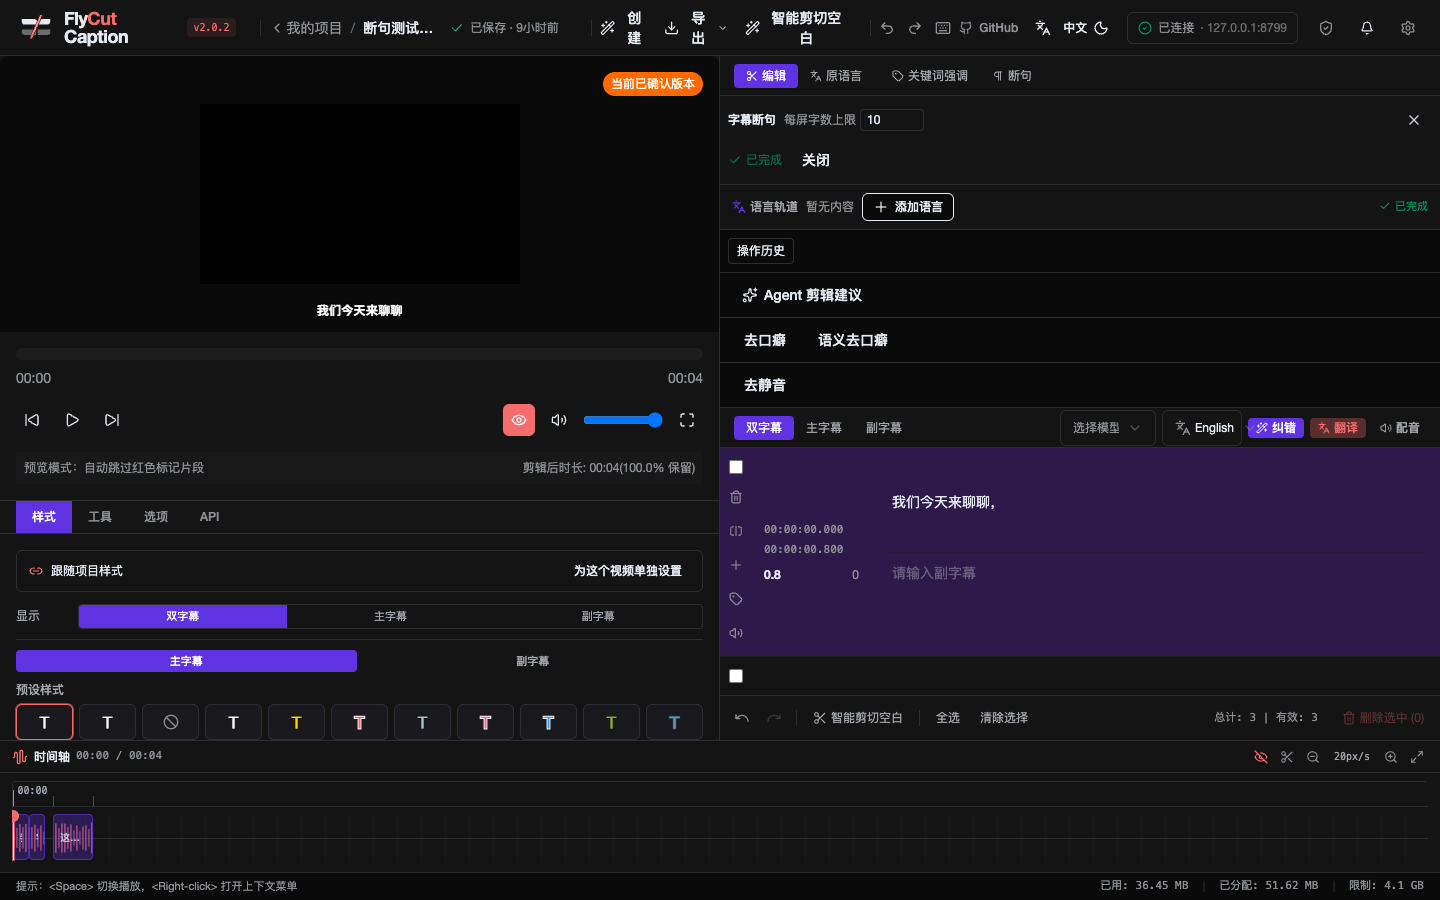 FlyCut Caption
v2.0.2
我的项目 / 断句测试...
已保存 · 9小时前
创建
导出
智能剪切空白
GitHub
中文
已连接 · 127.0.0.1:8799
当前已确认版本
我们今天来聊聊
00:00
00:04
预览模式：自动跳过红色标记片段
剪辑后时长: 00:04(100.0% 保留)
样式
工具
选项
API
跟随项目样式
为这个视频单独设置
显示
双字幕
主字幕
副字幕
主字幕
副字幕
预设样式
T T T T T T T T T T
编辑
原语言
关键词强调
断句
字幕断句 每屏字数上限 10
已完成
关闭
语言轨道 暂无内容
添加语言
已完成
操作历史
Agent 剪辑建议
去口癖
语义去口癖
去静音
双字幕
主字幕
副字幕
选择模型
English
纠错
翻译
配音
我们今天来聊聊，
00:00:00.000
00:00:00.800
0.8
0
请输入副字幕
智能剪切空白
全选
清除选择
总计: 3 | 有效: 3
删除选中 (0)
时间轴 00:00 / 00:04
20px/s
00:00
这...
提示：<Space> 切换播放，<Right-click> 打开上下文菜单
已用: 36.45 MB
已分配: 51.62 MB
限制: 4.1 GB